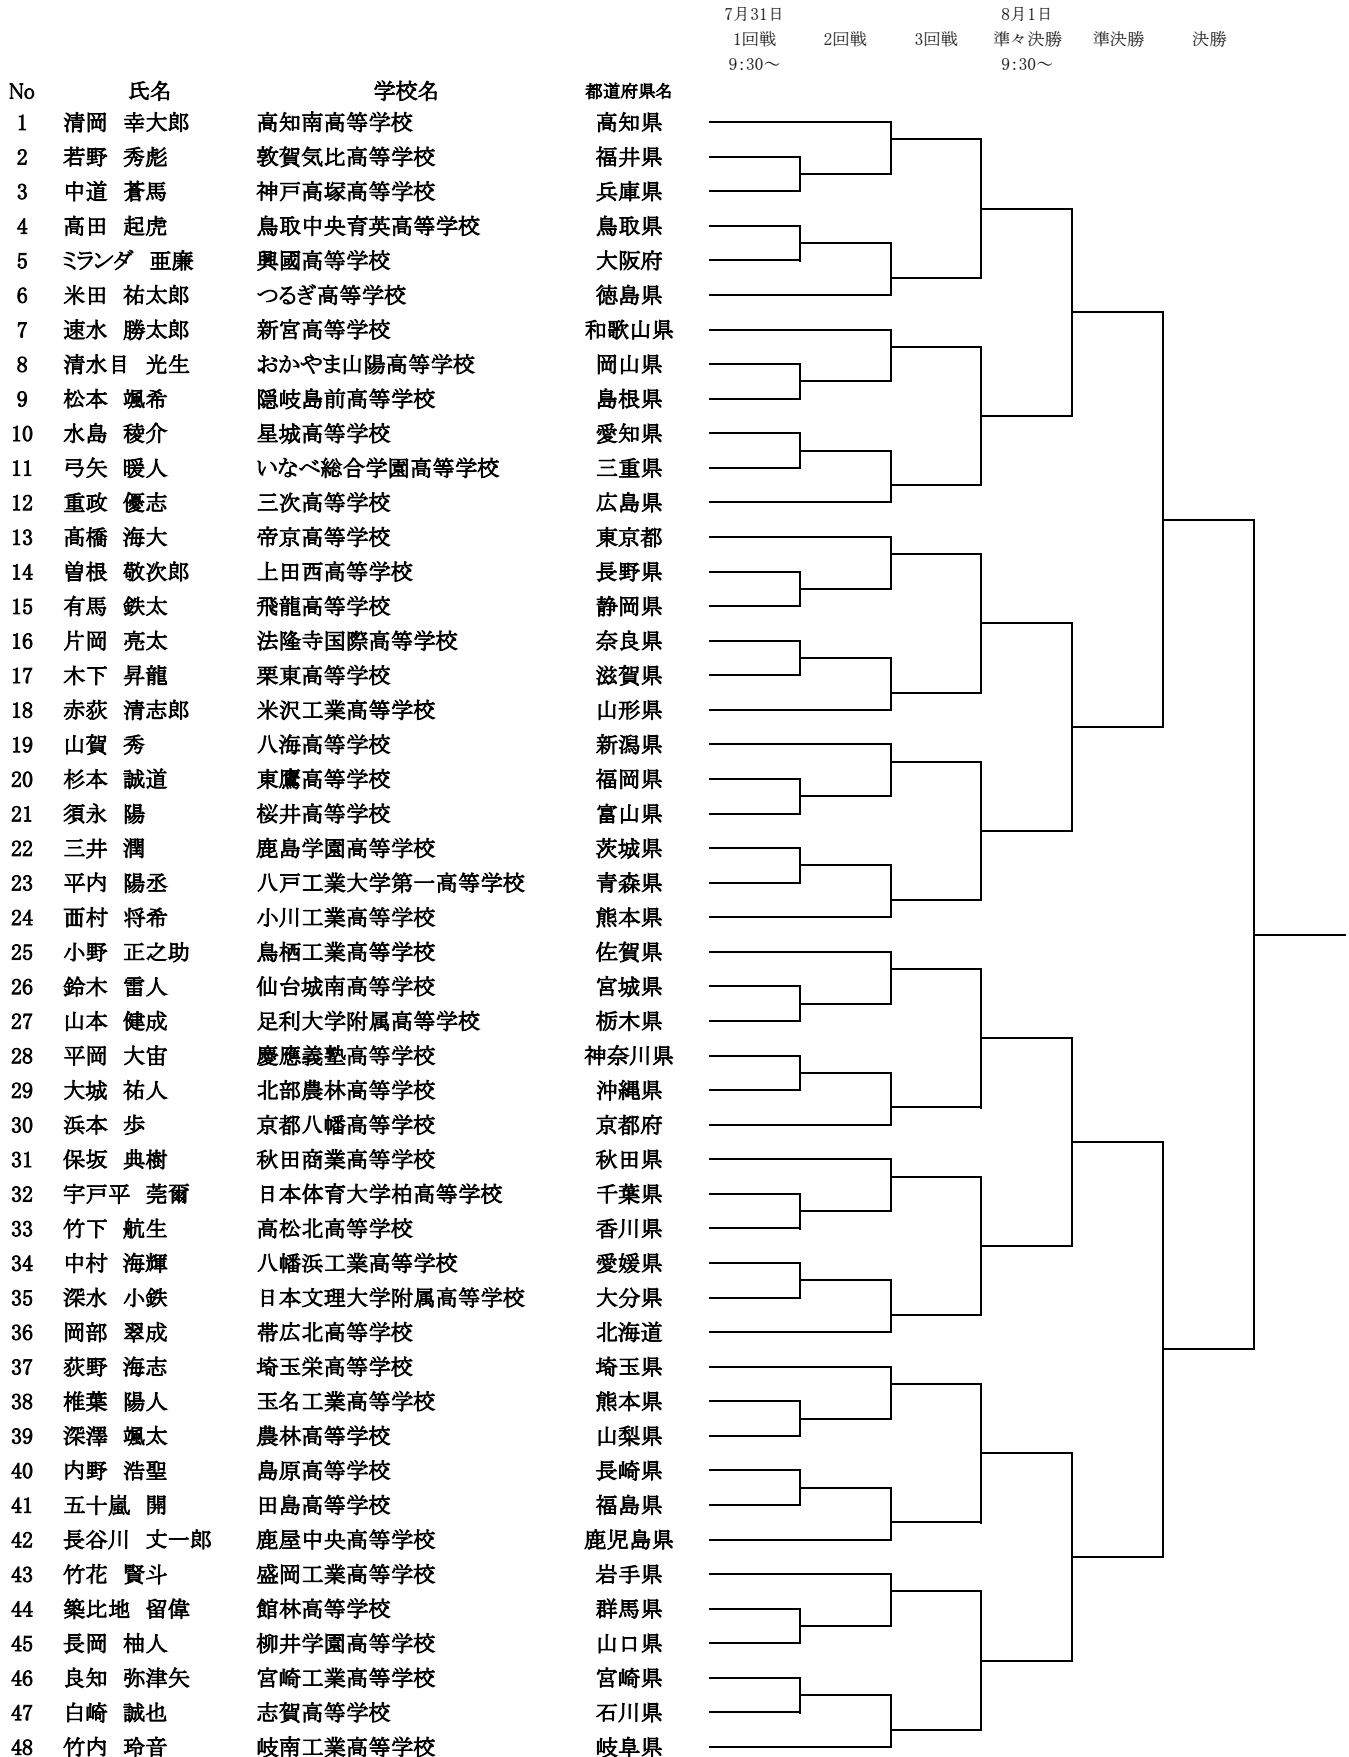 7月31日 8月1日
1回戦 2回戦 3回戦 準々決勝 準決勝 決勝
9:30～ 9:30～
No 氏名 学校名 都道府県名
1 清岡 幸大郎 高知南高等学校 高知県
2 若野 秀彪 敦賀気比高等学校 福井県
3 中道 蒼馬 神戸高塚高等学校 兵庫県
4 高田 起虎 鳥取中央育英高等学校 鳥取県
5 ミランダ 亜廉 興國高等学校 大阪府
6 米田 祐太郎 つるぎ高等学校 徳島県
7 速水 勝太郎 新宮高等学校 和歌山県
8 清水目 光生 おかやま山陽高等学校 岡山県
9 松本 颯希 隠岐島前高等学校 島根県
10 水島 稜介 星城高等学校 愛知県
11 弓矢 暖人 いなべ総合学園高等学校 三重県
12 重政 優志 三次高等学校 広島県
13 髙橋 海大 帝京高等学校 東京都
14 曽根 敬次郎 上田西高等学校 長野県
15 有馬 鉄太 飛龍高等学校 静岡県
16 片岡 亮太 法隆寺国際高等学校 奈良県
17 木下 昇龍 栗東高等学校 滋賀県
18 赤荻 清志郎 米沢工業高等学校 山形県
19 山賀 秀 八海高等学校 新潟県
20 杉本 誠道 東鷹高等学校 福岡県
21 須永 陽 桜井高等学校 富山県
22 三井 潤 鹿島学園高等学校 茨城県
23 平内 陽丞 八戸工業大学第一高等学校 青森県
24 西村 将希 小川工業高等学校 熊本県
25 小野 正之助 鳥栖工業高等学校 佐賀県
26 鈴木 雷人 仙台城南高等学校 宮城県
27 山本 健成 足利大学附属高等学校 栃木県
28 平岡 大宙 慶應義塾高等学校 神奈川県
29 大城 祐人 北部農林高等学校 沖縄県
30 浜本 歩 京都八幡高等学校 京都府
31 保坂 典樹 秋田商業高等学校 秋田県
32 宇戸平 莞爾 日本体育大学柏高等学校 千葉県
33 竹下 航生 高松北高等学校 香川県
34 中村 海輝 八幡浜工業高等学校 愛媛県
35 深水 小鉄 日本文理大学附属高等学校 大分県
36 岡部 翠成 帯広北高等学校 北海道
37 荻野 海志 埼玉栄高等学校 埼玉県
38 椎葉 陽人 玉名工業高等学校 熊本県
39 深澤 颯太 農林高等学校 山梨県
40 内野 浩聖 島原高等学校 長崎県
41 五十嵐 開 田島高等学校 福島県
42 長谷川 丈一郎 鹿屋中央高等学校 鹿児島県
43 竹花 賢斗 盛岡工業高等学校 岩手県
44 築比地 留偉 館林高等学校 群馬県
45 長岡 柚人 柳井学園高等学校 山口県
46 良知 弥津矢 宮崎工業高等学校 宮崎県
47 白崎 誠也 志賀高等学校 石川県
48 竹内 玲音 岐南工業高等学校 岐阜県